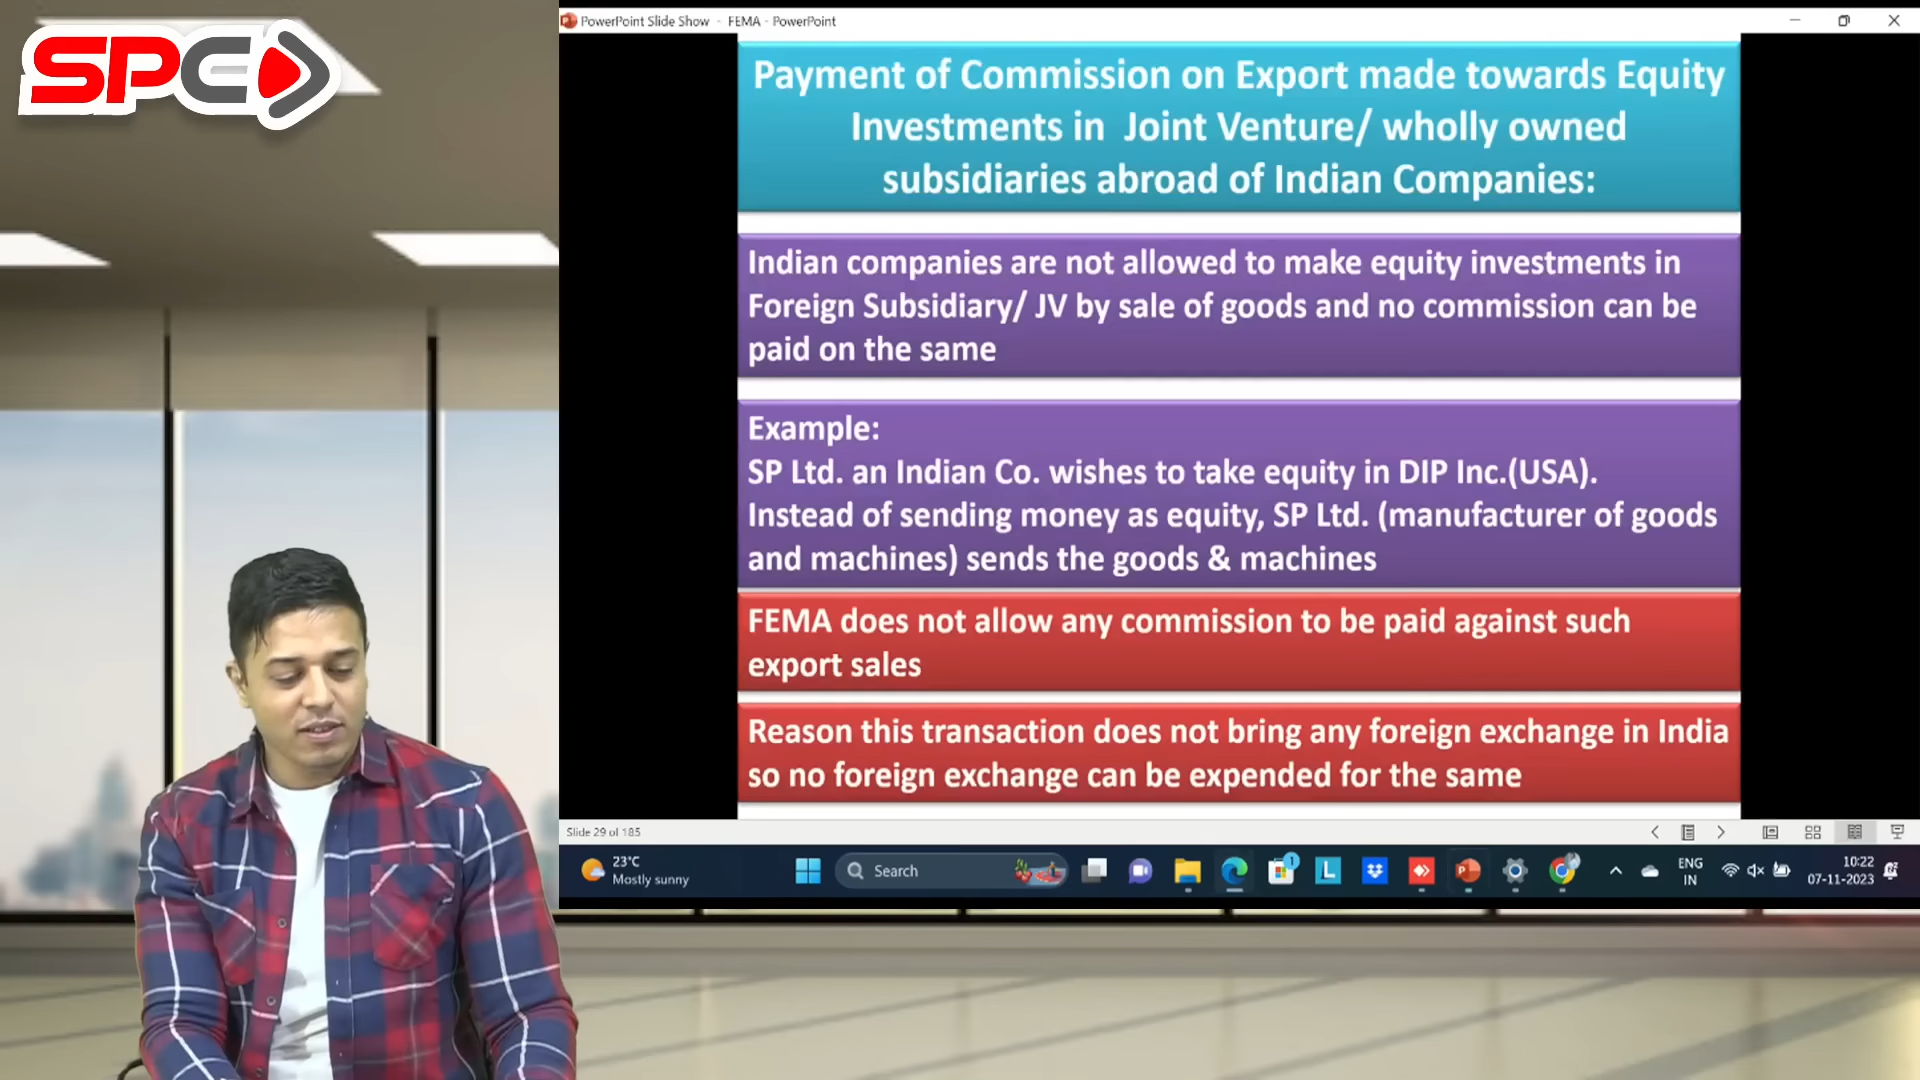 SPC
PowerPoint Slide Show - FEMA - PowerPoint
Payment of Commission on Export made towards Equity
Investments in Joint Venture/ wholly owned
subsidiaries abroad of Indian Companies:
Indian companies are not allowed to make equity investments in
Foreign Subsidiary/ JV by sale of goods and no commission can be
paid on the same
Example:
SP Ltd. an Indian Co. wishes to take equity in DIP Inc.(USA).
Instead of sending money as equity, SP Ltd. (manufacturer of goods
and machines) sends the goods & machines
FEMA does not allow any commission to be paid against such
export sales
Reason this transaction does not bring any foreign exchange in India
so no foreign exchange can be expended for the same
Slide 29 of 185
23°C
Mostly sunny
Search
1
L
ENG
IN
10:22
07-11-2023